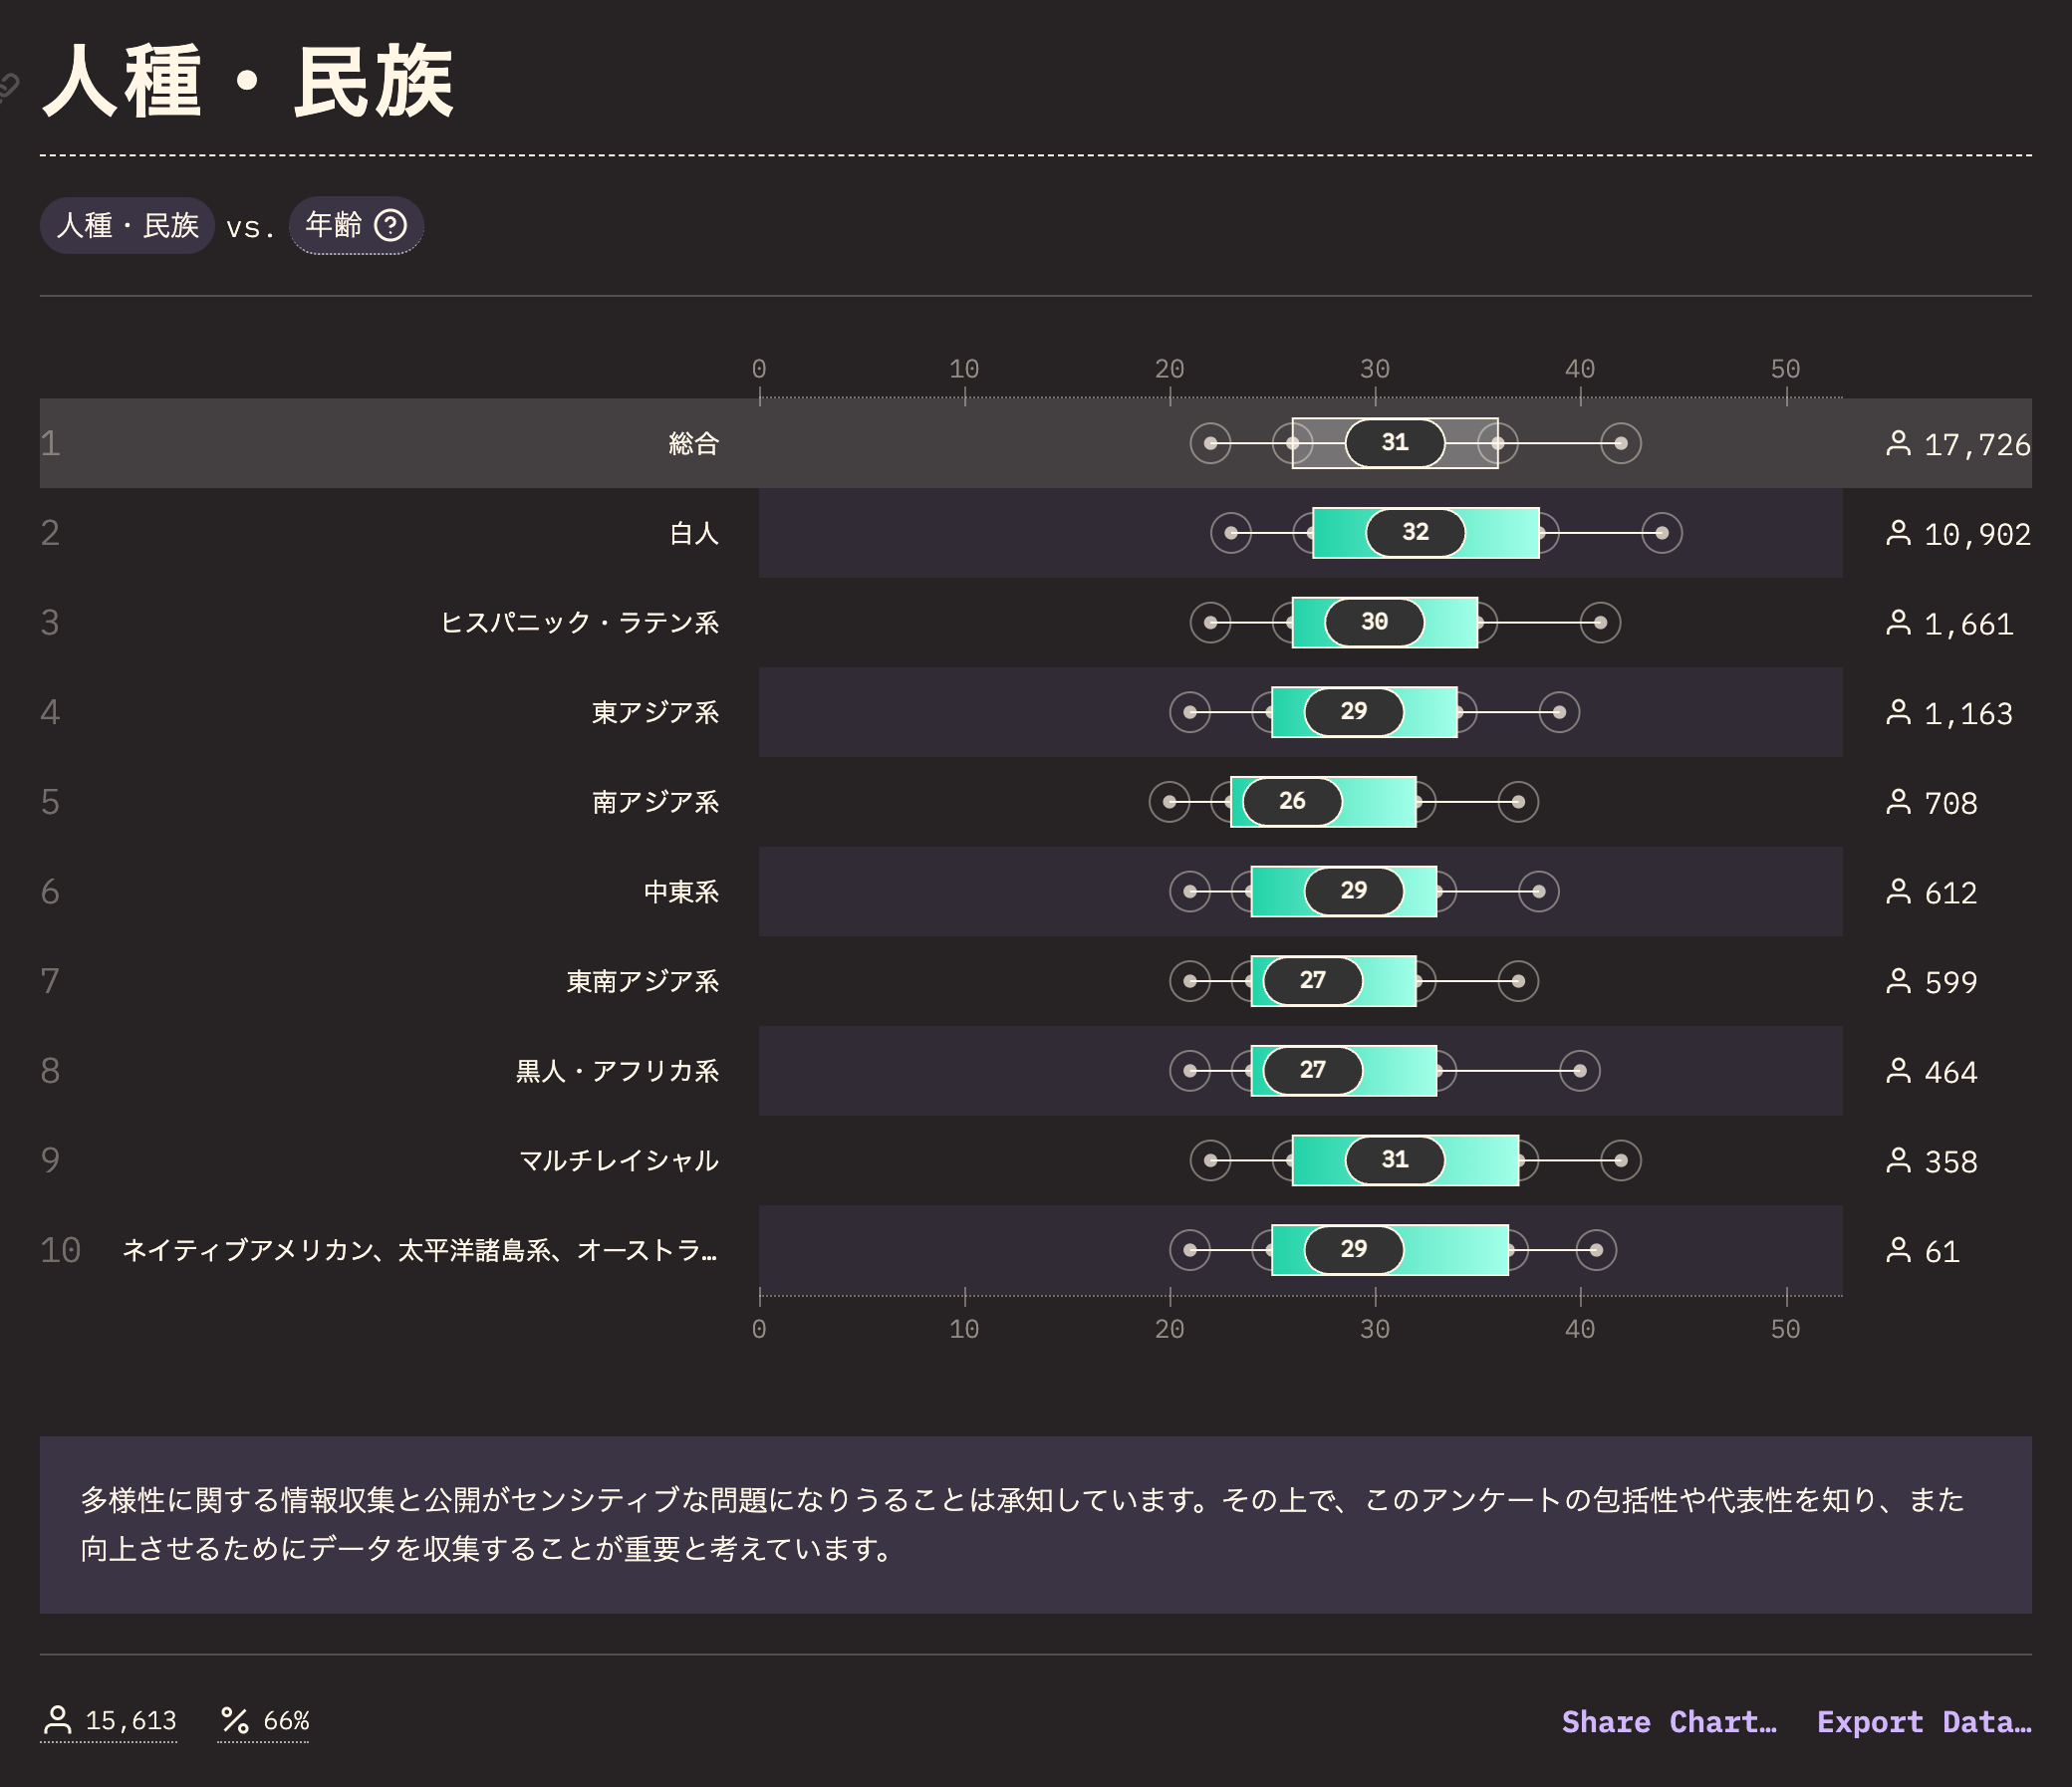 人種・民族
人種・民族 vs. 年齢 ?
0 10 20 30 40 50
1 総合 31 17,726
2 白人 32 10,902
3 ヒスパニック・ラテン系 30 1,661
4 東アジア系 29 1,163
5 南アジア系 26 708
6 中東系 29 612
7 東南アジア系 27 599
8 黒人・アフリカ系 27 464
9 マルチレイシャル 31 358
10 ネイティブアメリカン、太平洋諸島系、オーストラ… 29 61
0 10 20 30 40 50
多様性に関する情報収集と公開がセンシティブな問題になりうることは承知しています。その上で、このアンケートの包括性や代表性を知り、また
向上させるためにデータを収集することが重要と考えています。
15,613 66% Share Chart… Export Data…